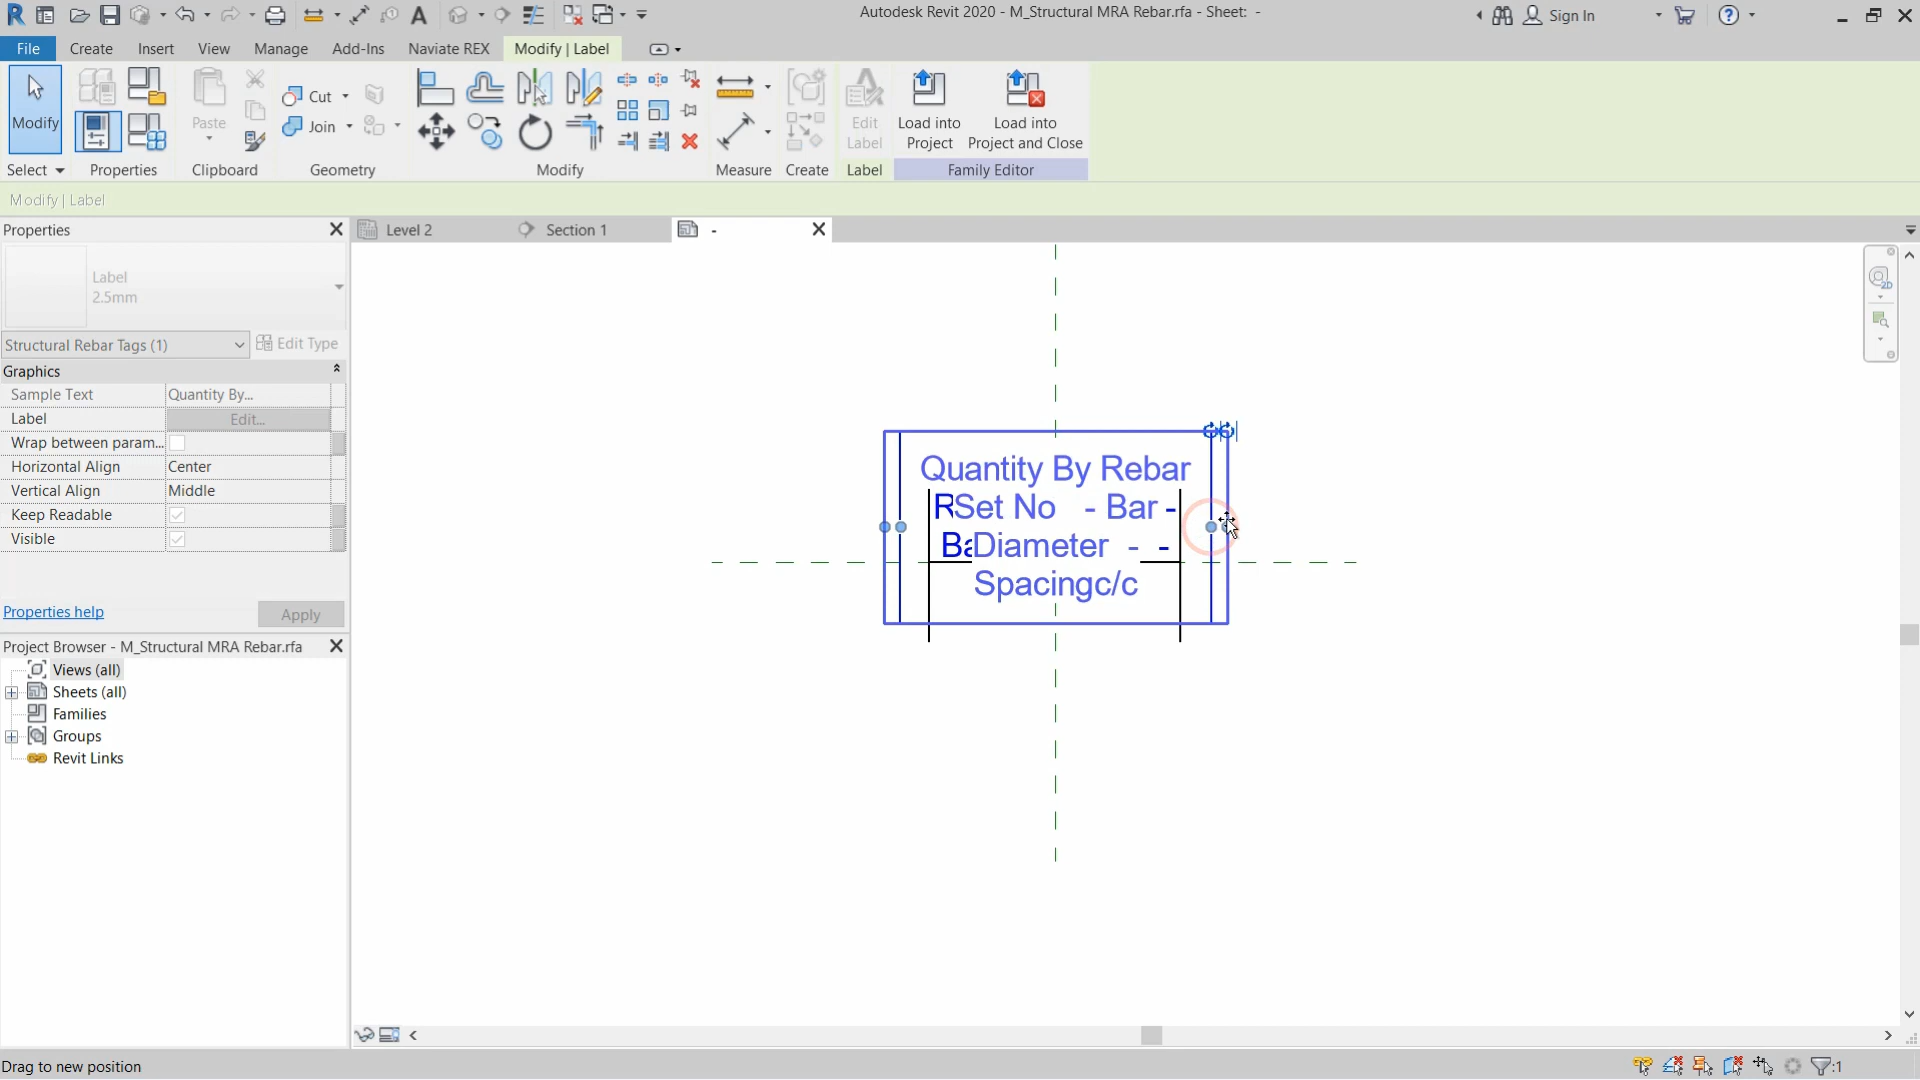 Autodesk Revit 2020 - M_Structural MRA Rebar.rfa - Sheet: -
Sign In
File
Create
Insert
View
Manage
Add-Ins
Naviate REX
Modify | Label
Modify
Paste
Cut
Join
Edit
Label
Load into
Project
Load into
Project and Close
Select
Properties
Clipboard
Geometry
Modify
Measure
Create
Label
Family Editor
Modify | Label
Properties
Level 2
Section 1
-
Label
2.5mm
Structural Rebar Tags (1)
Edit Type
Graphics
Sample Text
Quantity By...
Label
Edit...
Wrap between param...
Horizontal Align
Center
Vertical Align
Middle
Keep Readable
Visible
Properties help
Apply
Project Browser - M_Structural MRA Rebar.rfa
Views (all)
Sheets (all)
Families
Groups
Revit Links
Quantity By Rebar
Set No - Bar -
Diameter - -
Spacingc/c
2D
Drag to new position
:1